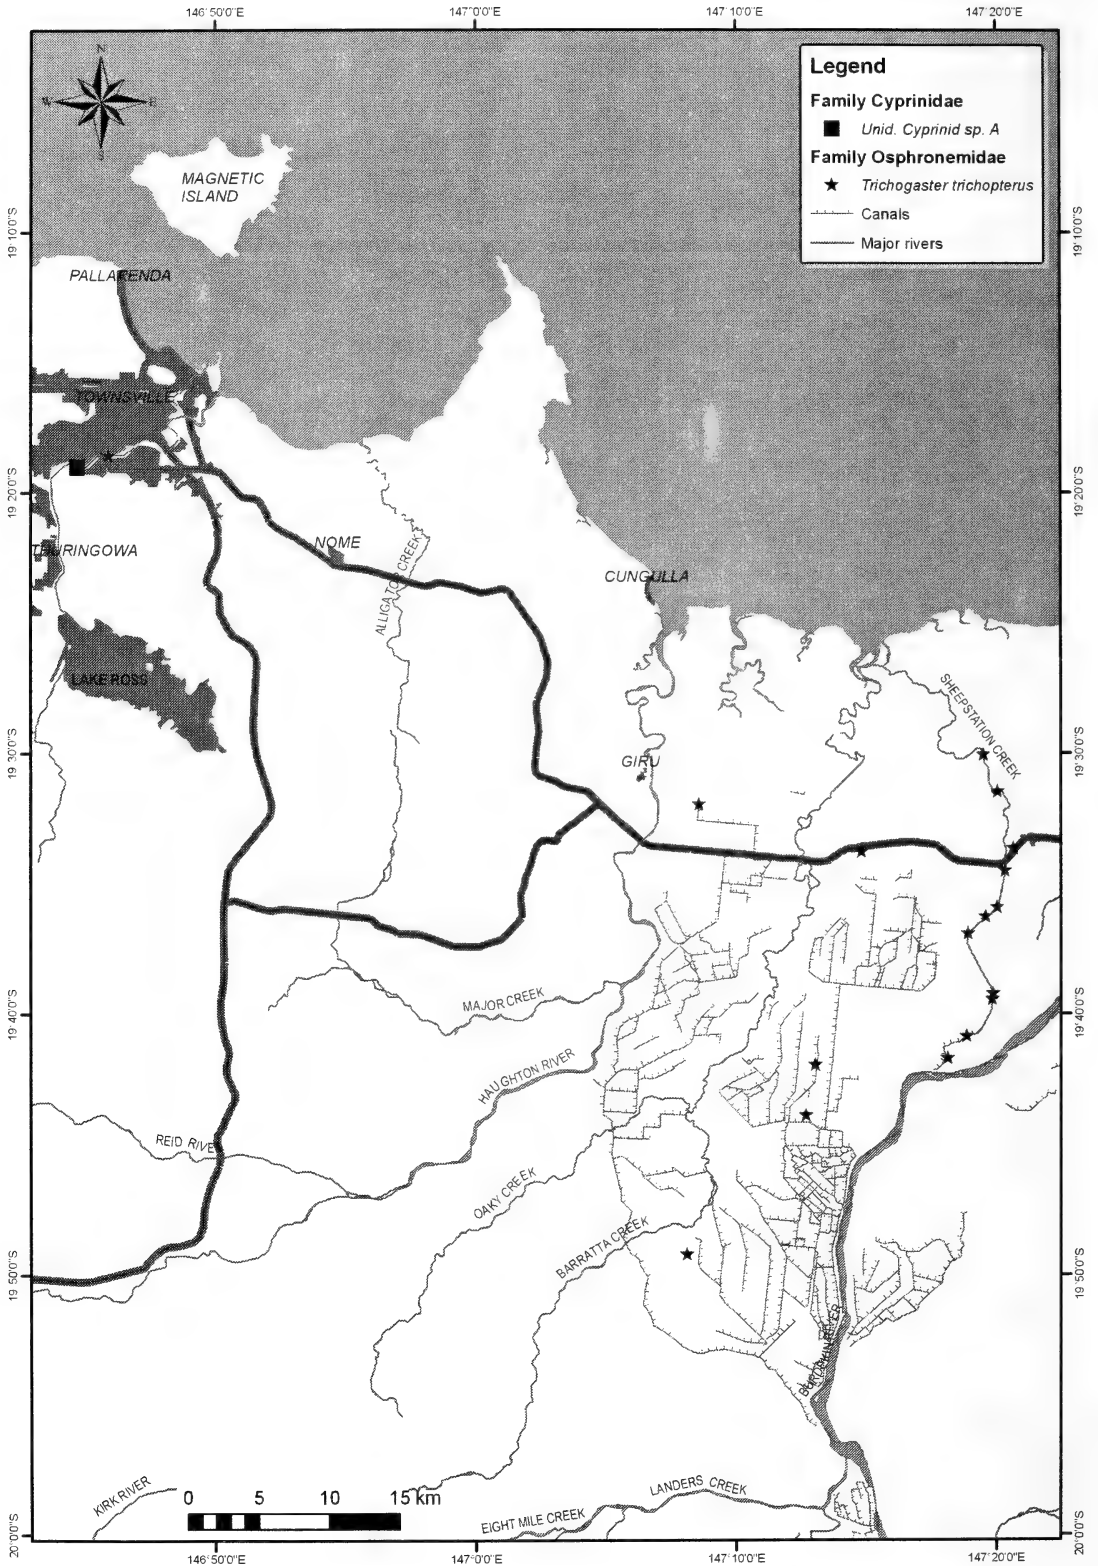 146°50'0"E
147°0'0"E
147°10'0"E
147°20'0"E
N
W
E
S
Legend
Family Cyprinidae
Unid. Cyprinid sp. A
Family Osphronemidae
Trichogaster trichopterus
Canals
Major rivers
MAGNETIC
ISLAND
19°10'0"S
19°10'0"S
PALLARENDA
TOWNSVILLE
19°20'0"S
19°20'0"S
THURINGOWA
NOME
ALLIGATOR CREEK
CUNGULLA
LAKE ROSS
SHEEPSTATION CREEK
19°30'0"S
19°30'0"S
GIRU
MAJOR CREEK
19°40'0"S
19°40'0"S
HAUGHTON RIVER
REID RIVER
OAKY CREEK
BARRATTA CREEK
19°50'0"S
19°50'0"S
BURDEKIN RIVER
KIRK RIVER
0
5
10
15 km
LANDERS CREEK
EIGHT MILE CREEK
20°0'0"S
20°0'0"S
146°50'0"E
147°0'0"E
147°10'0"E
147°20'0"E